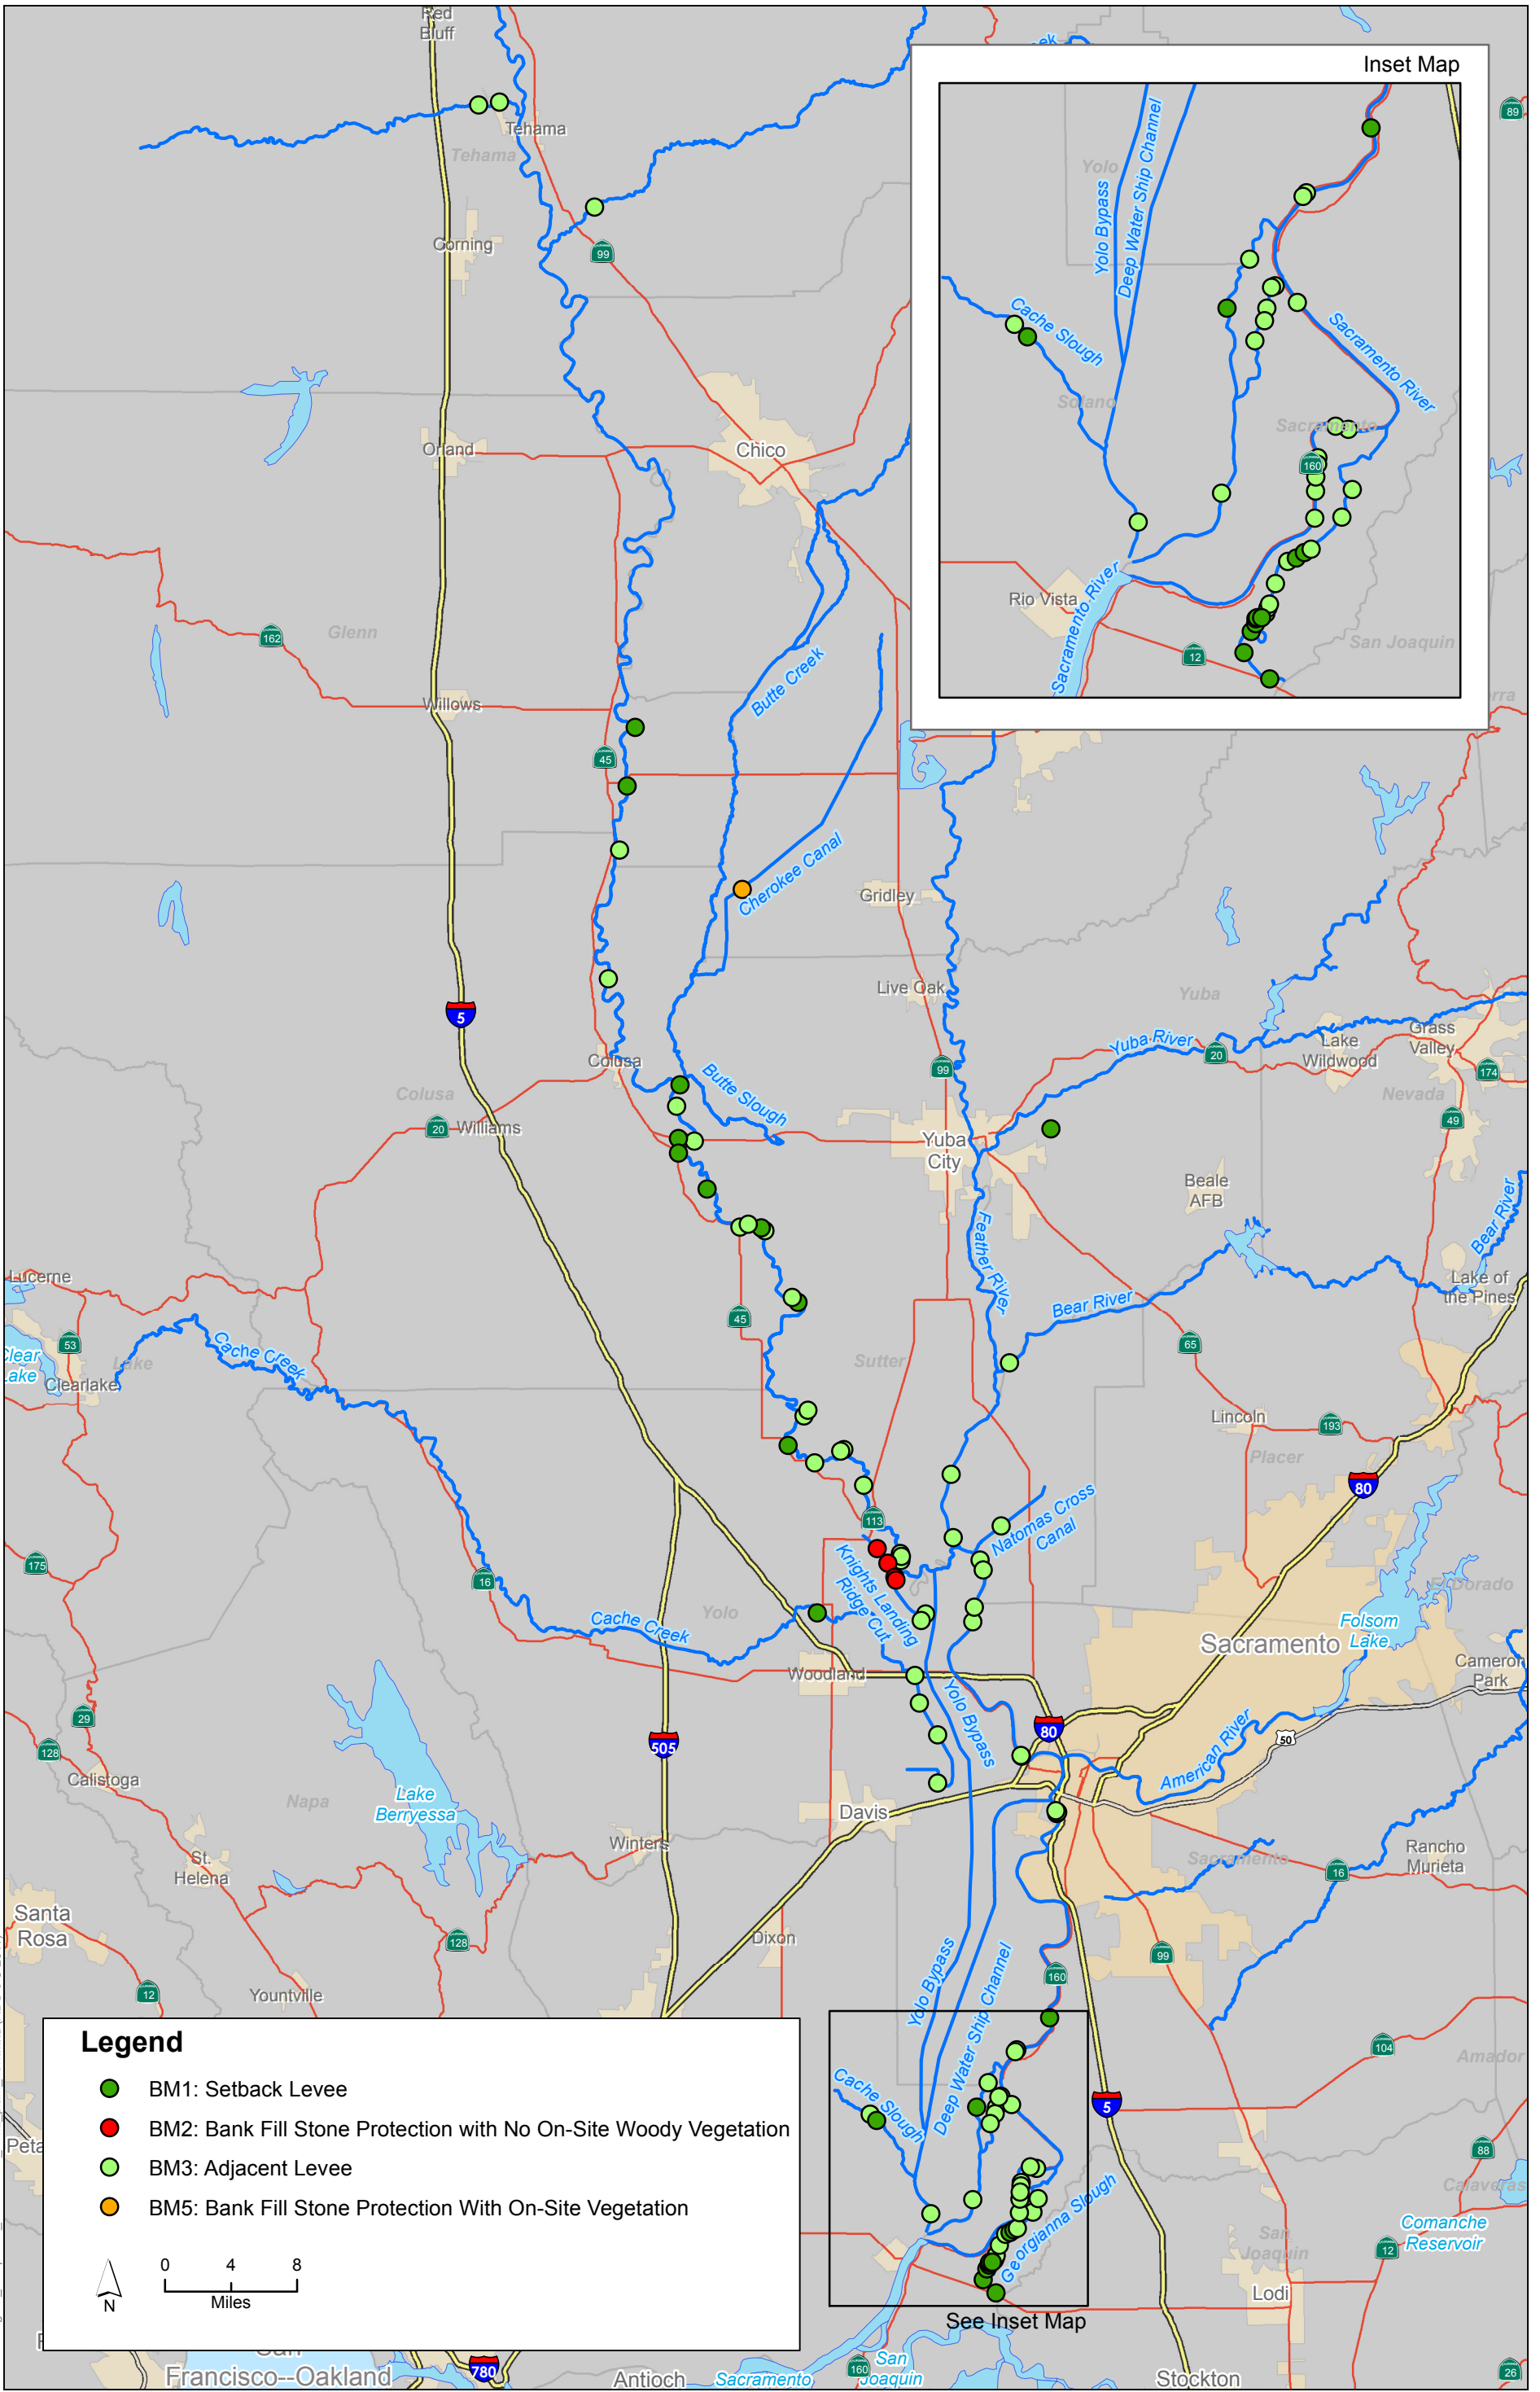 Red
Bluff
Inset Map
89
Tehama
Tehama
Corning
99
Yolo
Yolo Bypass
Deep Water Ship Channel
Cache Slough
Sacramento River
Solano
Sacramento
160
Rio Vista
Sacramento River
San Joaquin
12
Orland
Chico
162
Glenn
Willows
Butte Creek
45
Cherokee Canal
Gridley
Live Oak
Yuba
5
Colusa
Colusa
Butte Slough
99
Yuba River
20
Lake
Wildwood
Grass
Valley
174
Nevada
49
20
Williams
Yuba
City
Beale
AFB
Bear River
Feather River
Lucerne
Lake of
the Pines
Bear River
45
53
65
Clear
Lake
Lake
Cache Creek
Clearlake
Sutter
Lincoln
193
Placer
80
113
Natomas Cross
Canal
Knights Landing
Ridge Cut
175
16
El Dorado
Yolo
Cache Creek
Folsom
Lake
Sacramento
Woodland
Cameron
Park
Yolo Bypass
29
128
505
80
50
American River
Calistoga
Napa
Lake
Berryessa
Davis
Winters
St.
Helena
Sacramento
Rancho
Murieta
16
Santa
Rosa
128
Dixon
99
12
Yountville
160
Yolo Bypass
Deep Water Ship Channel
Legend
BM1: Setback Levee
BM2: Bank Fill Stone Protection with No On-Site Woody Vegetation
BM3: Adjacent Levee
BM5: Bank Fill Stone Protection With On-Site Vegetation
0 4 8
Miles
N
104
Amador
Cache Slough
5
Peta
88
Calaveras
Georgianna Slough
San
Joaquin
Comanche
Reservoir
12
Lodi
See Inset Map
San
Francisco--Oakland
780
Antioch
Sacramento
160
San
Joaquin
Stockton
26